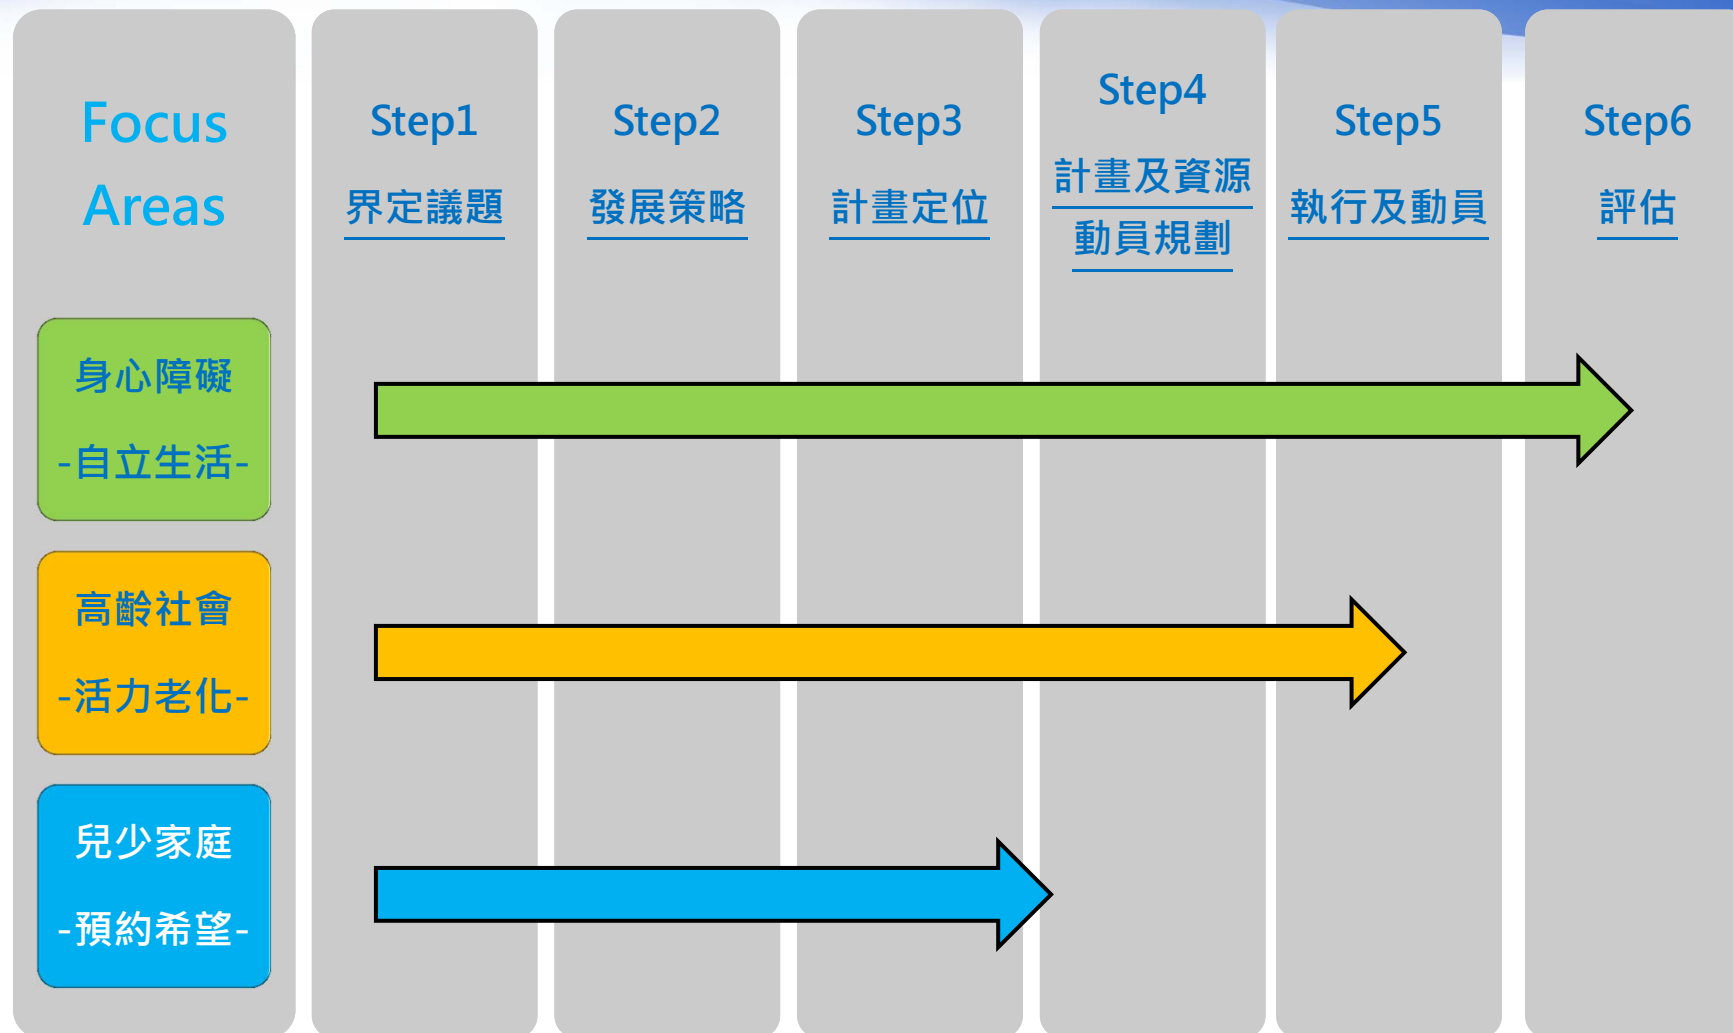 Focus
Areas
Step1
界定議題
Step2
發展策略
Step3
計畫定位
Step4
計畫及資源
動員規劃
Step5
執行及動員
Step6
評估
身心障礙
-自立生活-
高齡社會
-活力老化-
兒少家庭
-預約希望-